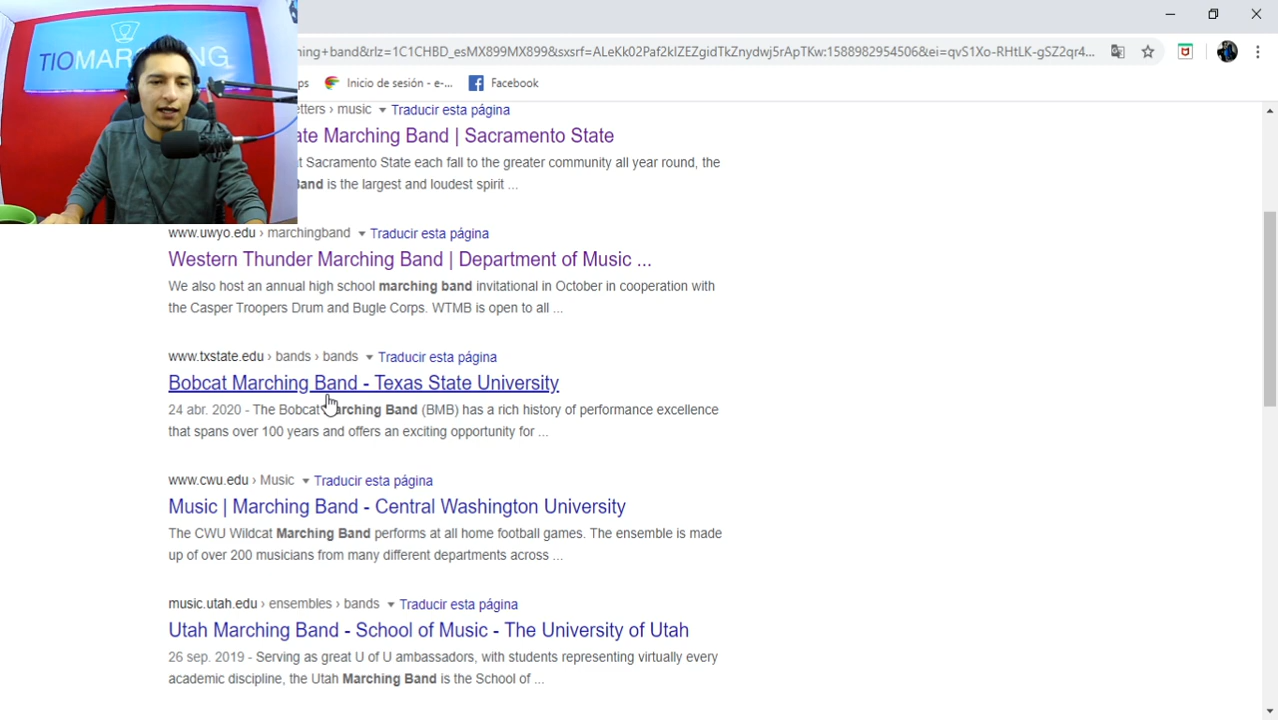 TIOMARCHING
ning+band&rlz=1C1CHBD_esMX899MX899&sxsrf=ALeKk02Paf2kIZEZgidTkZnydwj5rApTKw:1588982954506&ei=qvS1Xo-RHtLK-gSZ2qr4...
ps Inicio de sesión - e-... Facebook
etters › music Traducir esta página
ate Marching Band | Sacramento State
t Sacramento State each fall to the greater community all year round, the
Band is the largest and loudest spirit ...
www.uwyo.edu › marchingband Traducir esta página
Western Thunder Marching Band | Department of Music ...
We also host an annual high school marching band invitational in October in cooperation with
the Casper Troopers Drum and Bugle Corps. WTMB is open to all ...
www.txstate.edu › bands › bands Traducir esta página
Bobcat Marching Band - Texas State University
24 abr. 2020 - The Bobcat Marching Band (BMB) has a rich history of performance excellence
that spans over 100 years and offers an exciting opportunity for ...
www.cwu.edu › Music Traducir esta página
Music | Marching Band - Central Washington University
The CWU Wildcat Marching Band performs at all home football games. The ensemble is made
up of over 200 musicians from many different departments across ...
music.utah.edu › ensembles › bands Traducir esta página
Utah Marching Band - School of Music - The University of Utah
26 sep. 2019 - Serving as great U of U ambassadors, with students representing virtually every
academic discipline, the Utah Marching Band is the School of ...